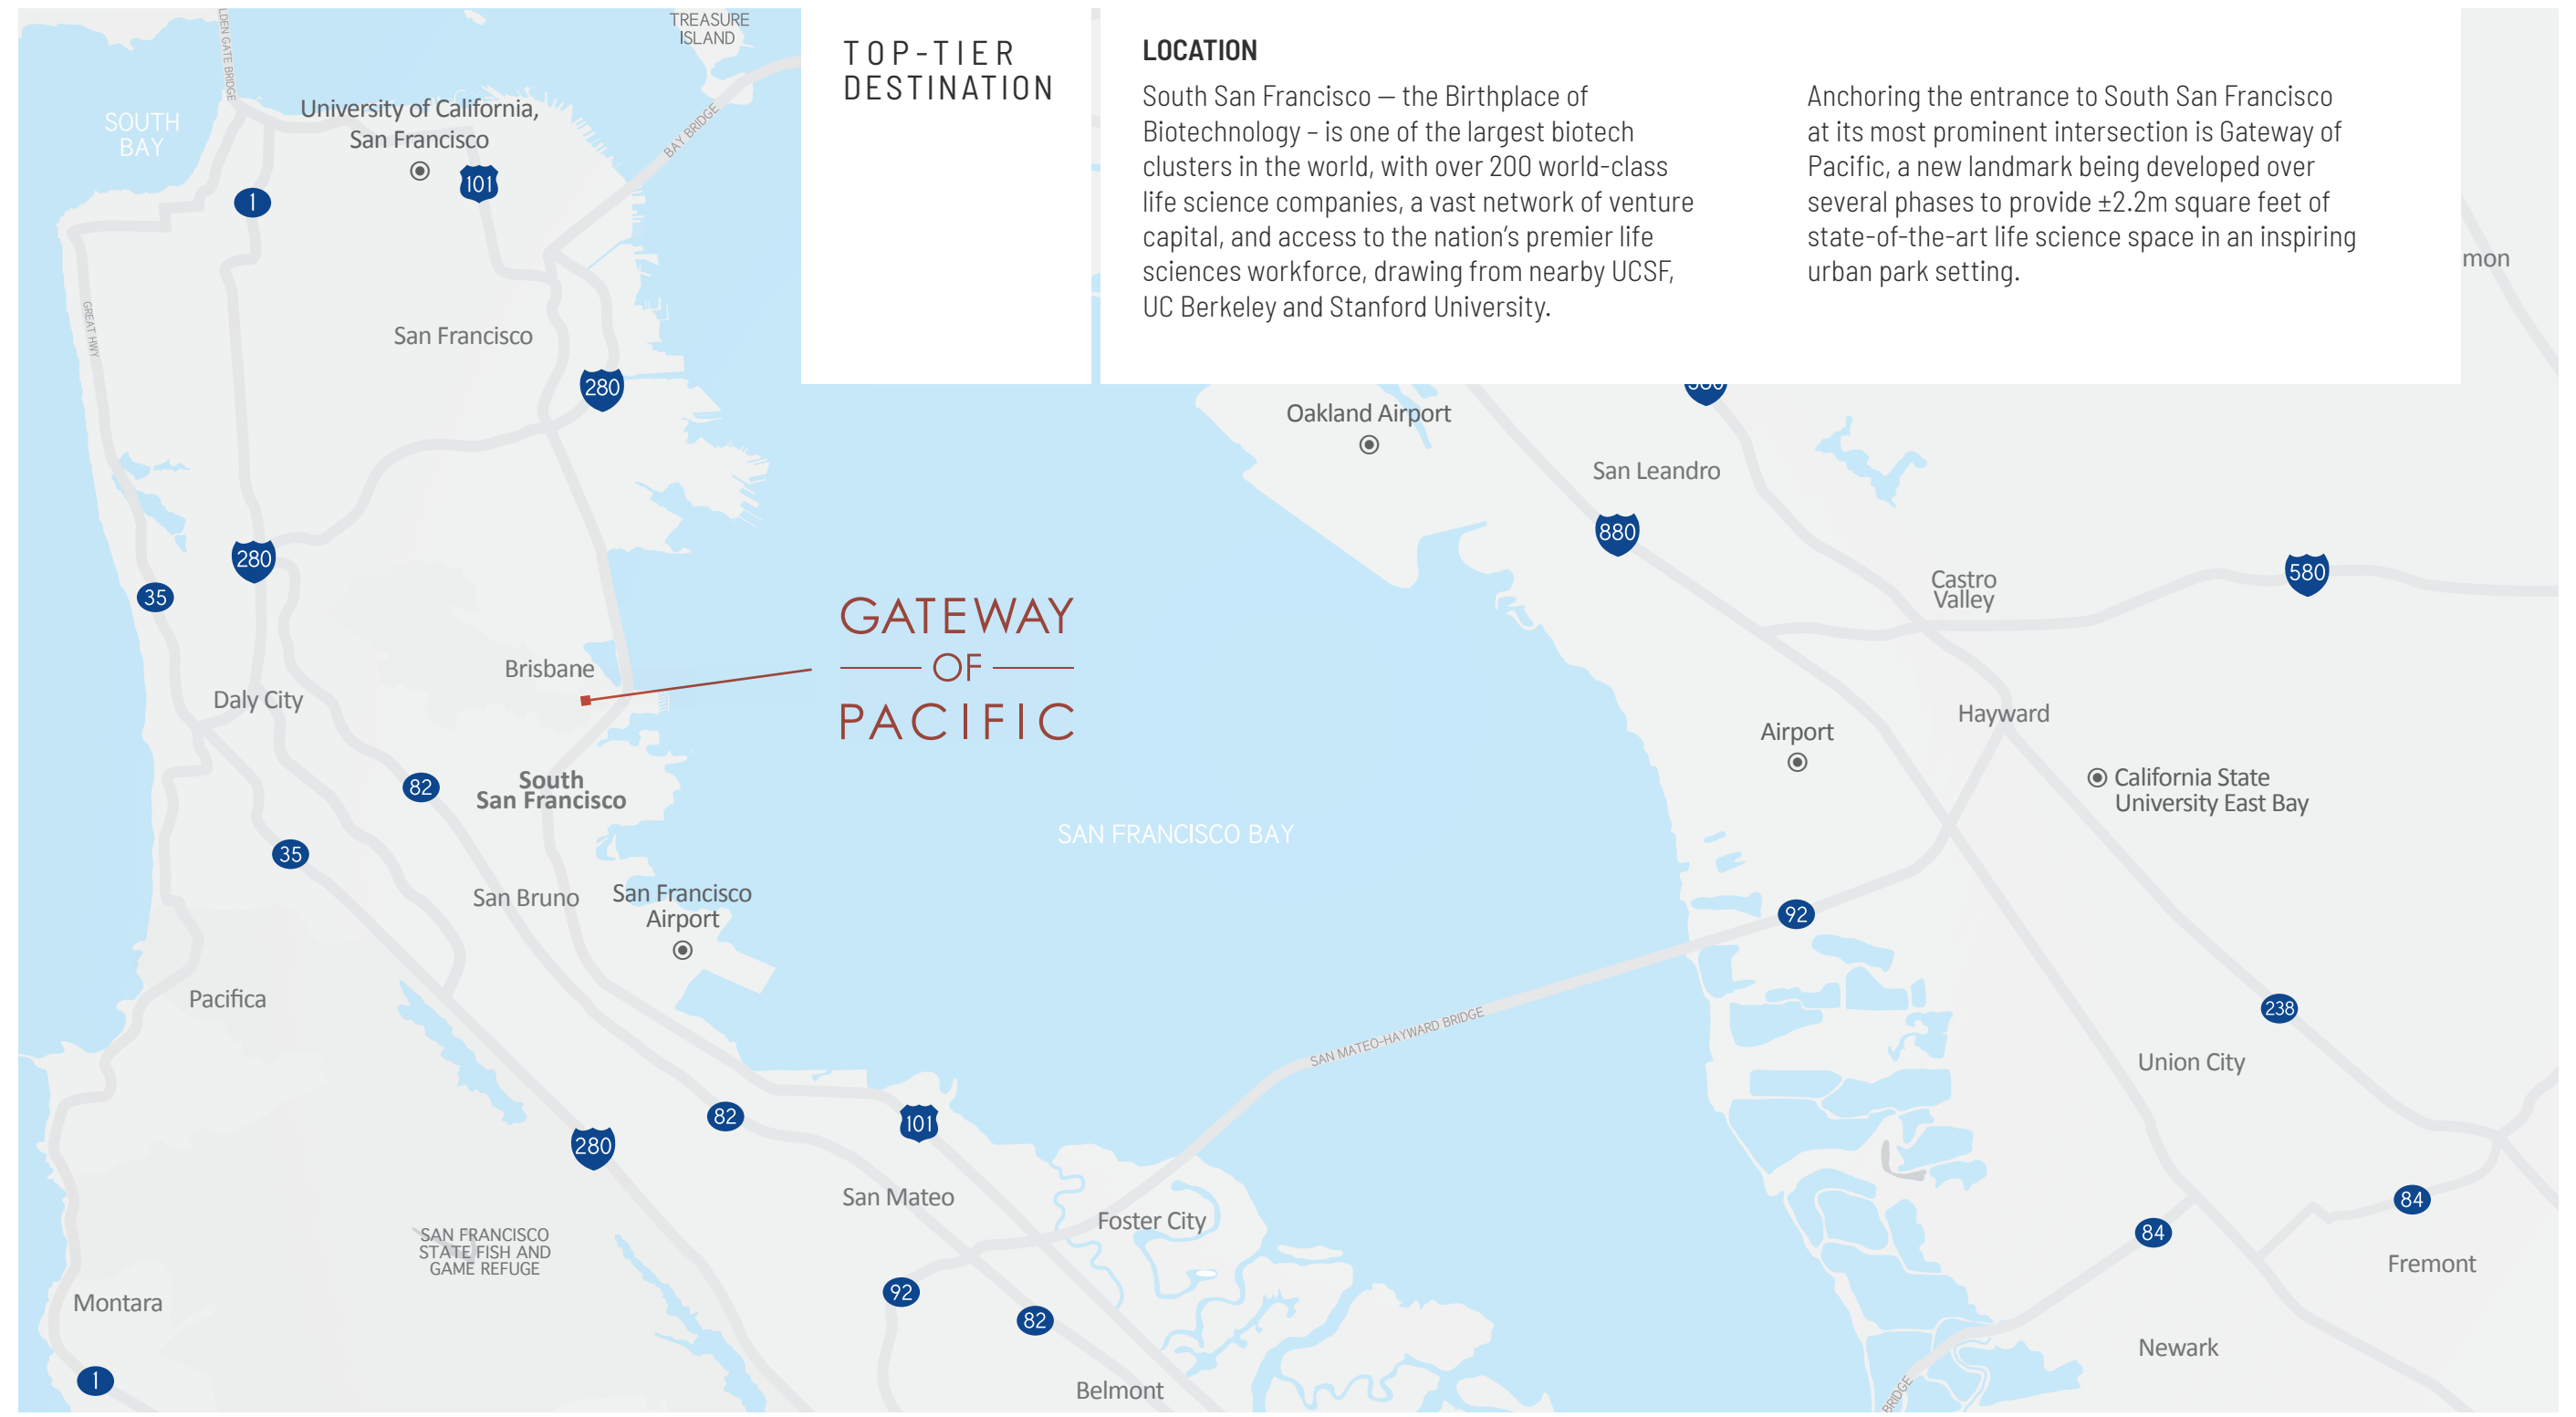 TOP-TIER
DESTINATION
LOCATION
South San Francisco — the Birthplace of
Biotechnology – is one of the largest biotech
clusters in the world, with over 200 world-class
life science companies, a vast network of venture
capital, and access to the nation's premier life
sciences workforce, drawing from nearby UCSF,
UC Berkeley and Stanford University.
Anchoring the entrance to South San Francisco
at its most prominent intersection is Gateway of
Pacific, a new landmark being developed over
several phases to provide ±2.2m square feet of
state-of-the-art life science space in an inspiring
urban park setting.
TREASURE
ISLAND
LDEN GATE BRIDGE
SOUTH
BAY
University of California,
San Francisco
101
1
BAY BRIDGE
GREAT HWY
San Francisco
280
mon
Oakland Airport
San Leandro
880
280
35
Castro
Valley
580
GATEWAY
OF
PACIFIC
Brisbane
Daly City
Hayward
Airport
82
South
San Francisco
California State
University East Bay
SAN FRANCISCO BAY
35
San Bruno
San Francisco
Airport
92
Pacifica
238
SAN MATEO-HAYWARD BRIDGE
Union City
82
101
280
San Mateo
Foster City
84
84
SAN FRANCISCO
STATE FISH AND
GAME REFUGE
Fremont
92
82
Montara
Newark
1
Belmont
BRIDGE